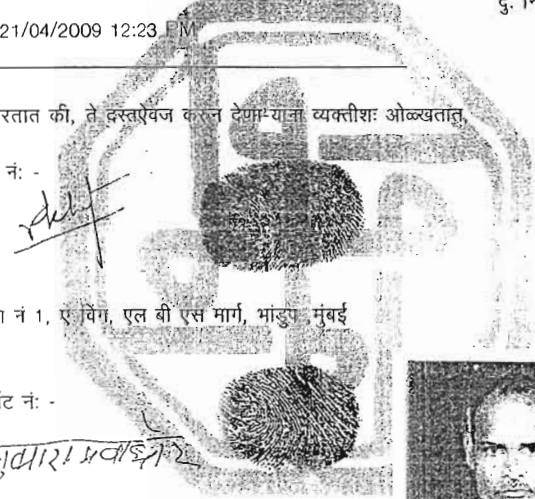 दु. नि
21/04/2009 12:23 PM
रतात की, ते दस्तऐवज करुन देणा-याना व्यक्तीशः ओळखतात,
नं: -
नं 1, ए विंग, एल बी एस मार्ग, भांडुप ,मुंबई
ट नं: -